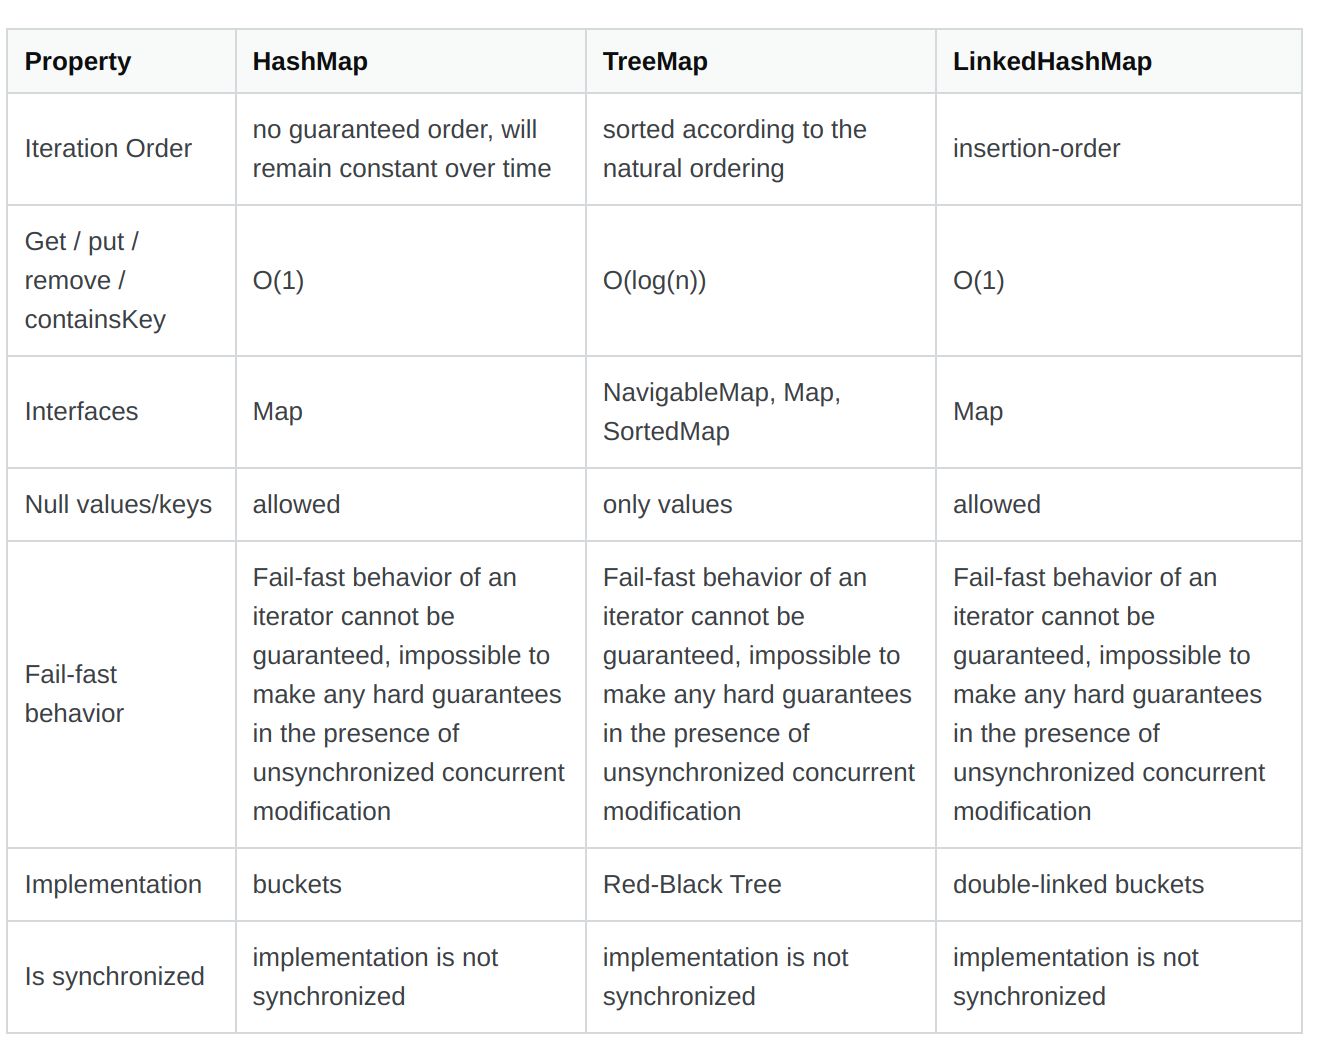 Property
HashMap
TreeMap
LinkedHashMap
Iteration Order
no guaranteed order, will
remain constant over time
sorted according to the
natural ordering
insertion-order
Get / put /
remove /
containsKey
O(1)
O(log(n))
O(1)
Interfaces
Map
NavigableMap, Map,
SortedMap
Map
Null values/keys
allowed
only values
allowed
Fail-fast
behavior
Fail-fast behavior of an
iterator cannot be
guaranteed, impossible to
make any hard guarantees
in the presence of
unsynchronized concurrent
modification
Fail-fast behavior of an
iterator cannot be
guaranteed, impossible to
make any hard guarantees
in the presence of
unsynchronized concurrent
modification
Fail-fast behavior of an
iterator cannot be
guaranteed, impossible to
make any hard guarantees
in the presence of
unsynchronized concurrent
modification
Implementation
buckets
Red-Black Tree
double-linked buckets
Is synchronized
implementation is not
synchronized
implementation is not
synchronized
implementation is not
synchronized